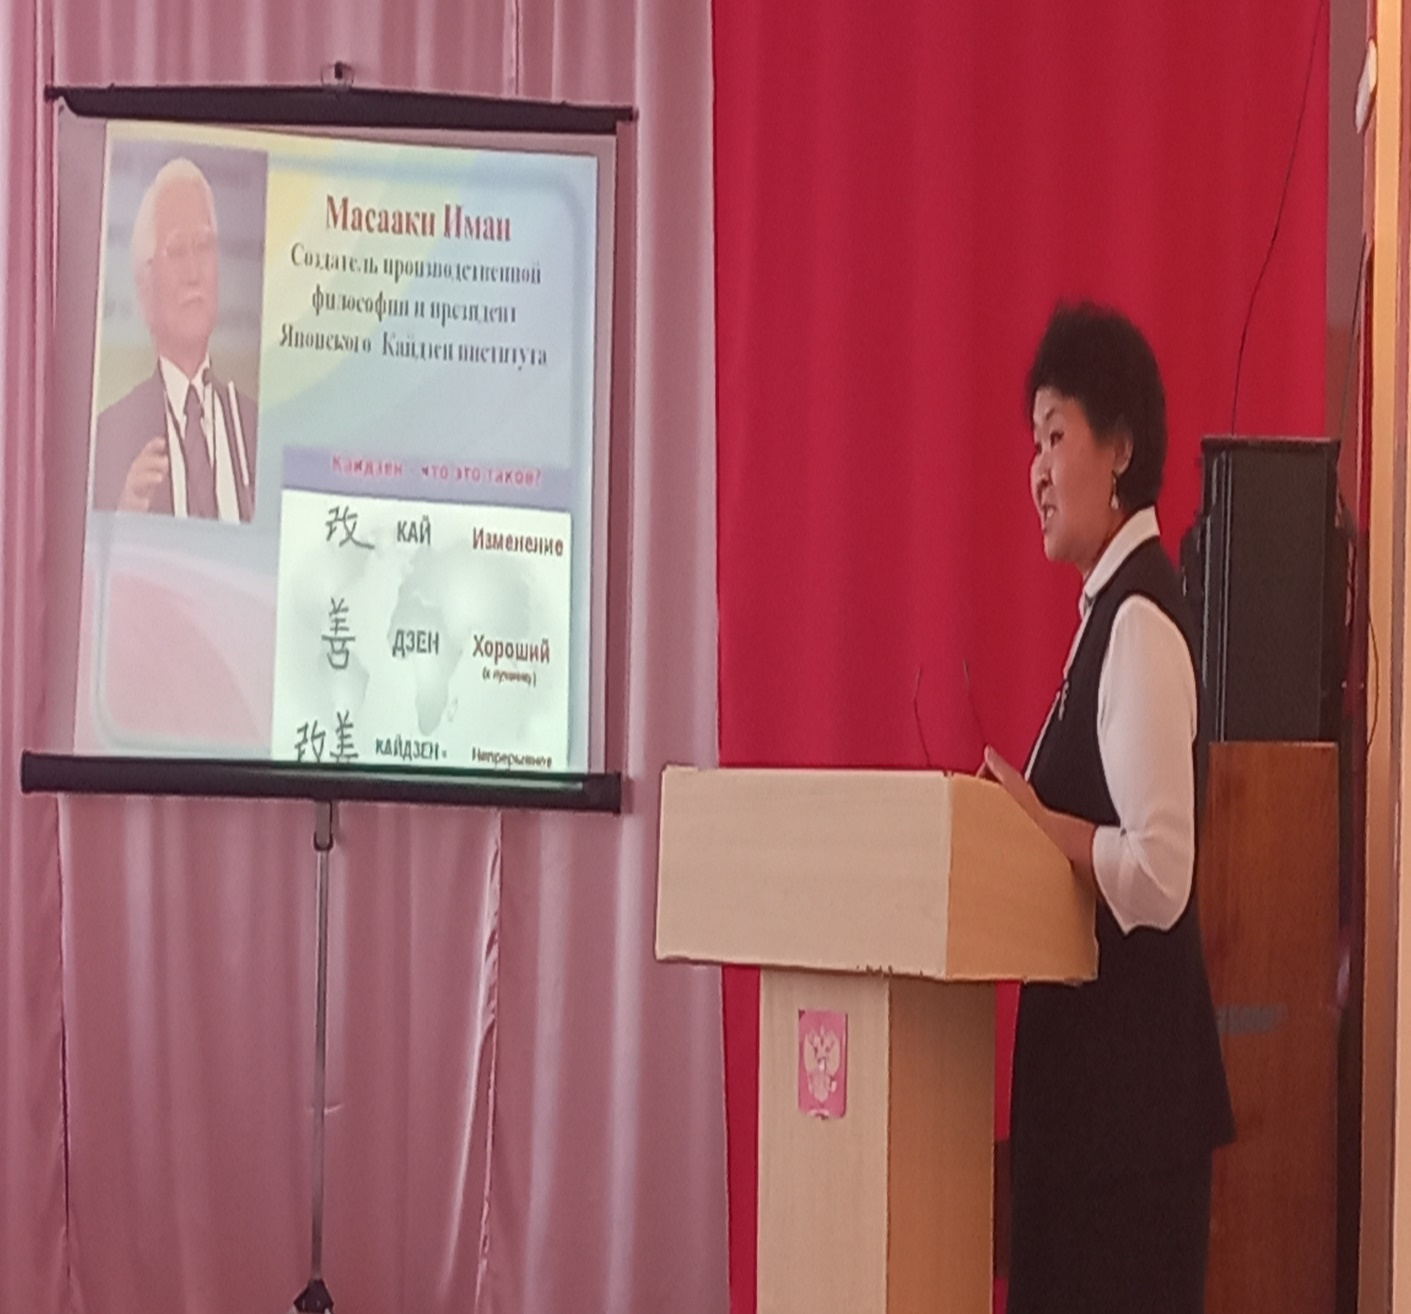 Масааки Имаи
Создатель производственной
философии и президент
Японского Кайдзен института
Кайдзен - что это такое?
改 КАЙ Изменение
善 ДЗЕН Хороший
(к лучшему)
改善 КАЙДЗЕН - Непрерывное